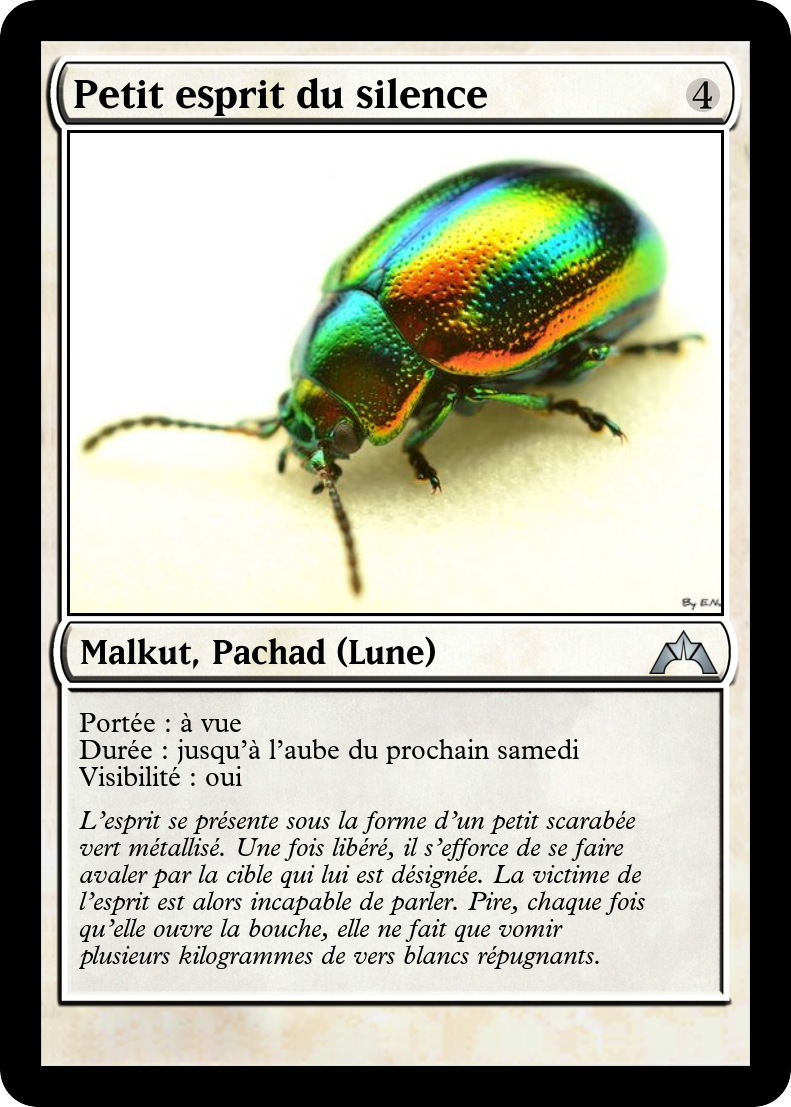 Petit esprit du silence
4
By E.N.
Malkut, Pachad (Lune)
Portée : à vue
Durée : jusqu'à l'aube du prochain samedi
Visibilité : oui
L'esprit se présente sous la forme d'un petit scarabée
vert métallisé. Une fois libéré, il s'efforce de se faire
avaler par la cible qui lui est désignée. La victime de
l'esprit est alors incapable de parler. Pire, chaque fois
qu'elle ouvre la bouche, elle ne fait que vomir
plusieurs kilogrammes de vers blancs répugnants.